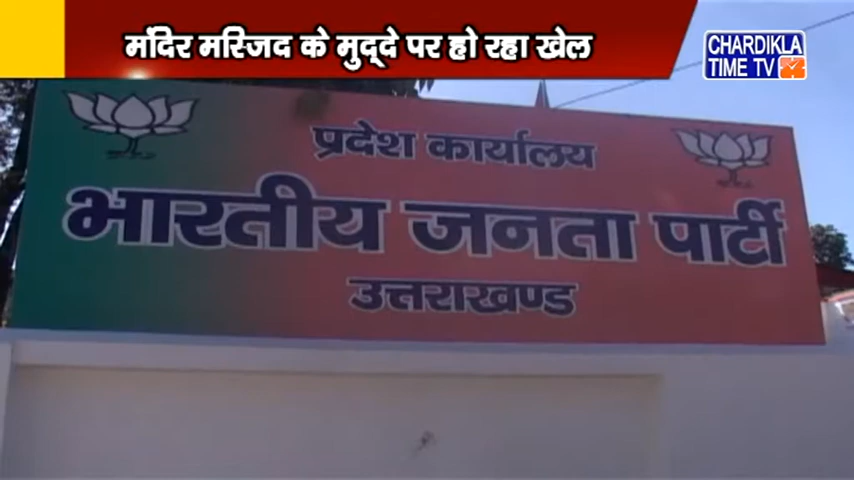 मंदिर मस्जिद के मुद्दे पर हो रहा खेल
CHARDIKLA
TIME TV
प्रदेश कार्यालय
भारतीय जनता पार्टी
उत्तराखण्ड